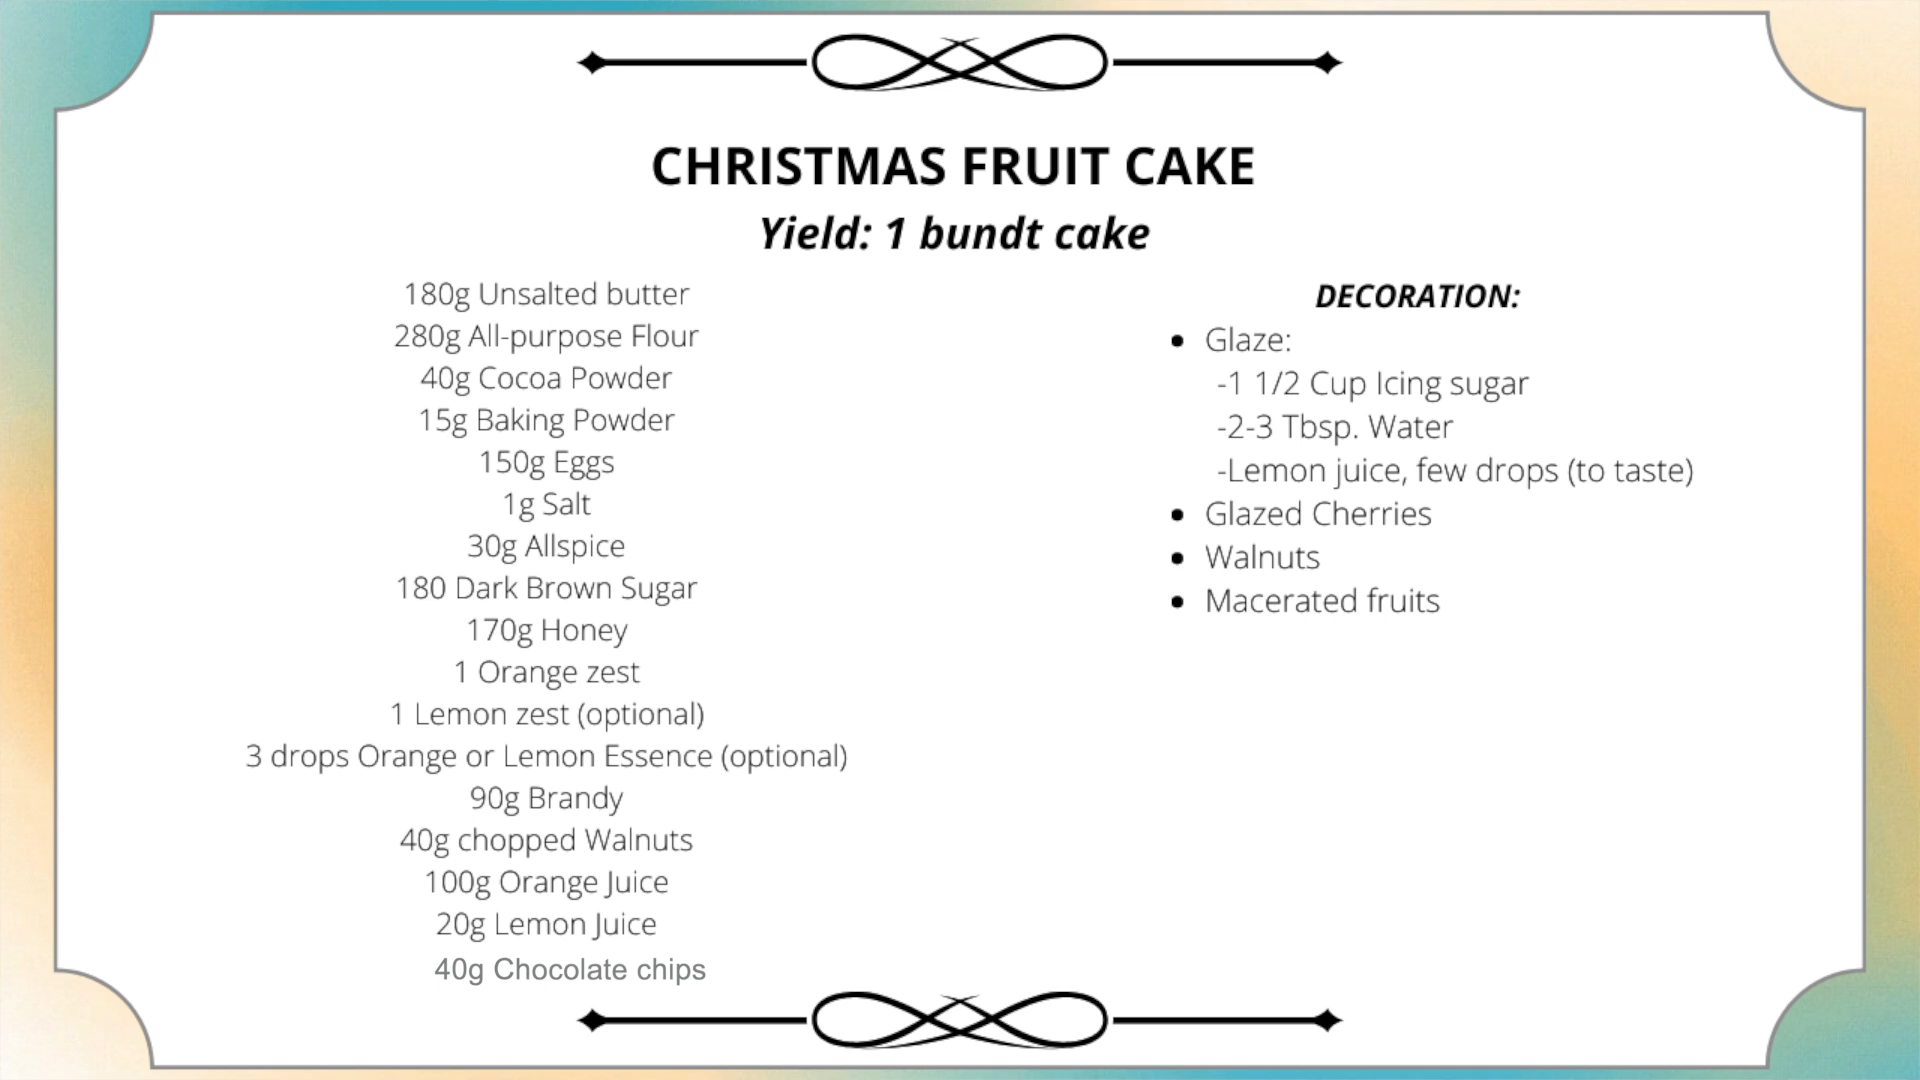 CHRISTMAS FRUIT CAKE
Yield: 1 bundt cake
180g Unsalted butter
280g All-purpose Flour
40g Cocoa Powder
15g Baking Powder
150g Eggs
1g Salt
30g Allspice
180 Dark Brown Sugar
170g Honey
1 Orange zest
1 Lemon zest (optional)
3 drops Orange or Lemon Essence (optional)
90g Brandy
40g chopped Walnuts
100g Orange Juice
20g Lemon Juice
40g Chocolate chips
DECORATION:
• Glaze:
-1 1/2 Cup Icing sugar
-2-3 Tbsp. Water
-Lemon juice, few drops (to taste)
• Glazed Cherries
• Walnuts
• Macerated fruits